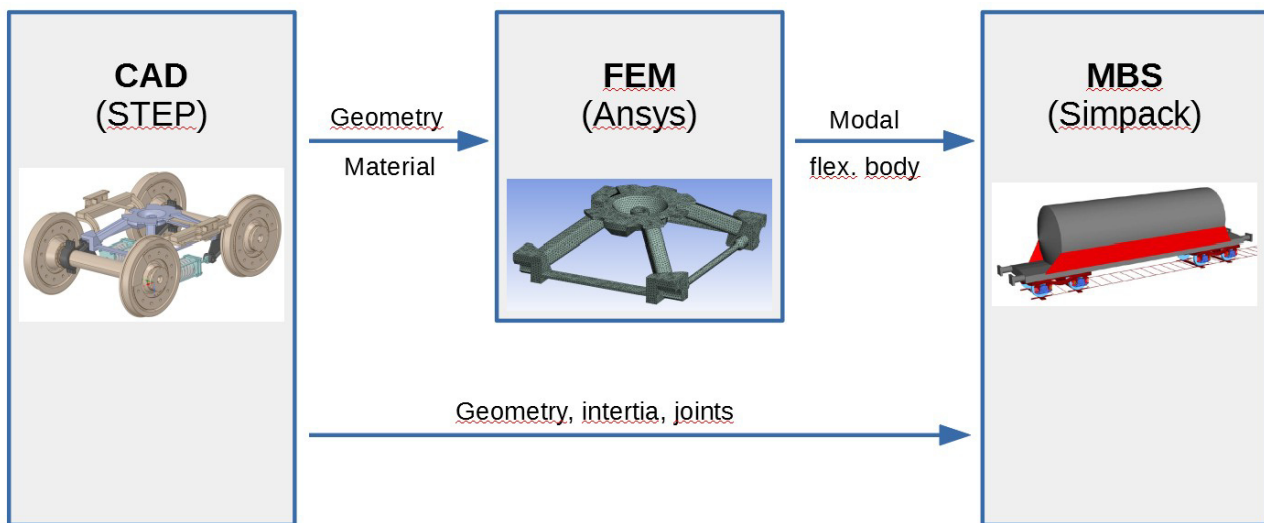 CAD
(STEP)
Geometry
Material
FEM
(Ansys)
Modal
flex. body
MBS
(Simpack)
Geometry, intertia, joints